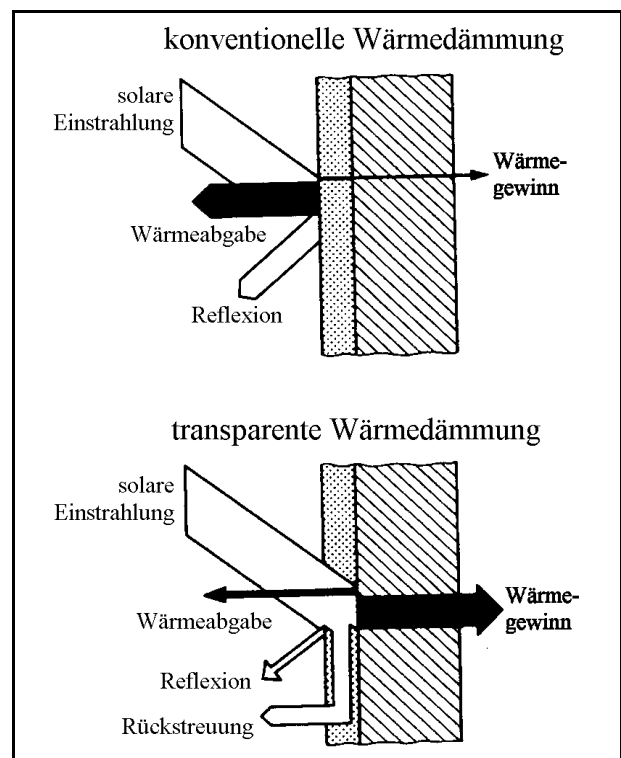 konventionelle Wärmedämmung
solare
Einstrahlung
Wärme-
gewinn
Wärmeabgabe
Reflexion
transparente Wärmedämmung
solare
Einstrahlung
Wärmeabgabe
Wärme-
gewinn
Reflexion
Rückstreuung